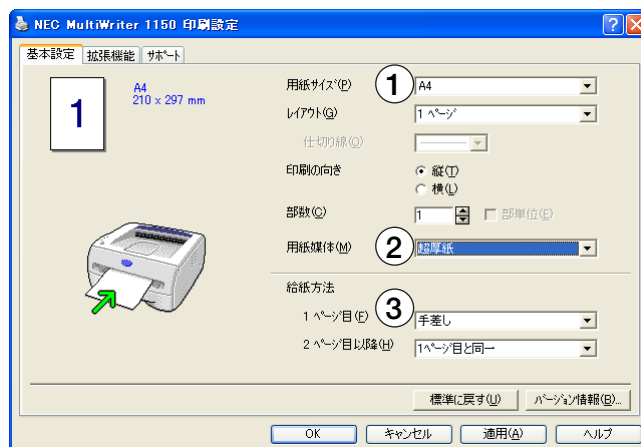 NEC MultiWriter 1150 印刷設定
基本設定 拡張機能 ｻﾎﾟｰﾄ
1
A4
210 x 297 mm
用紙ｻｲｽﾞ(P) ① A4
ﾚｲｱｳﾄ(G) 1 ﾍﾟｰｼﾞ
仕切り線(O)
印刷の向き 縦(T)
横(L)
部数(C) 1 部単位(E)
用紙媒体(M) ② 超厚紙
給紙方法
1 ﾍﾟｰｼﾞ目(F) ③ 手差し
2 ﾍﾟｰｼﾞ目以降(H) 1ﾍﾟｰｼﾞ目と同一
標準に戻す(U) ﾊﾞｰｼﾞｮﾝ情報(B)...
OK ｷｬﾝｾﾙ 適用(A) ﾍﾙﾌﾟ